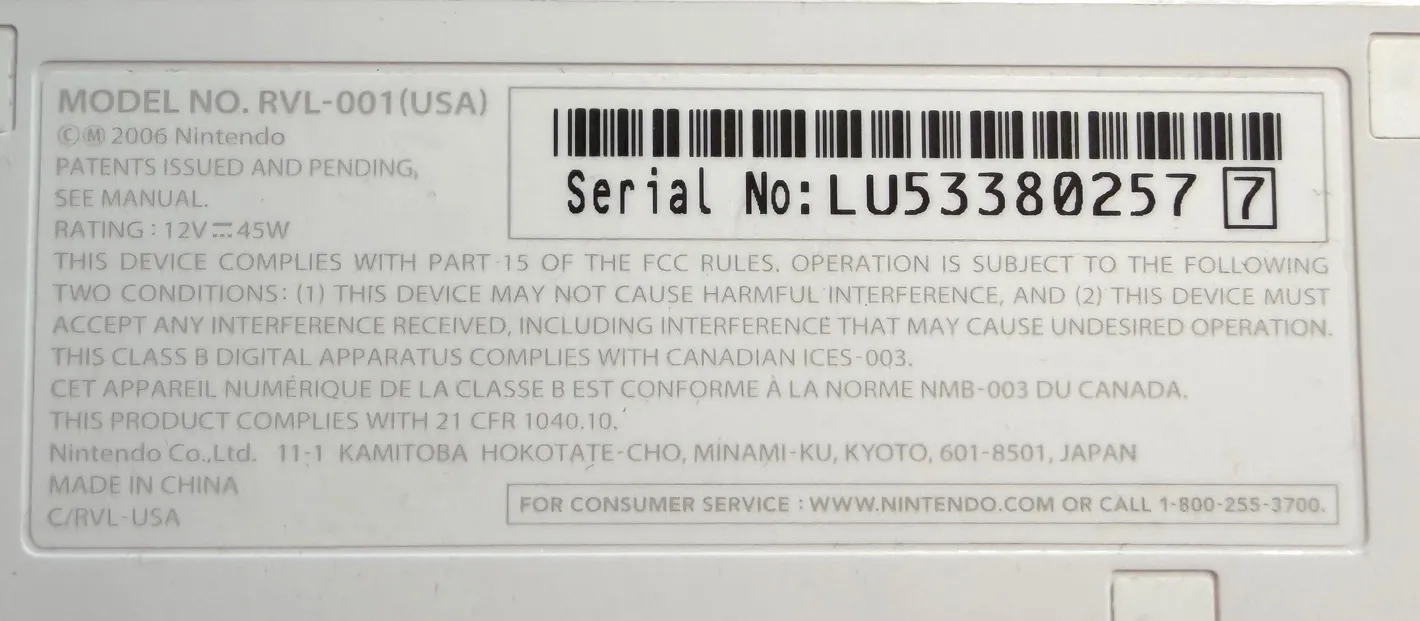 MODEL NO. RVL-001(USA)
©Ⓜ 2006 Nintendo
PATENTS ISSUED AND PENDING,
SEE MANUAL.
RATING : 12V⎓45W
Serial No:LU53380257 7
THIS DEVICE COMPLIES WITH PART 15 OF THE FCC RULES. OPERATION IS SUBJECT TO THE FOLLOWING
TWO CONDITIONS: (1) THIS DEVICE MAY NOT CAUSE HARMFUL INTERFERENCE, AND (2) THIS DEVICE MUST
ACCEPT ANY INTERFERENCE RECEIVED, INCLUDING INTERFERENCE THAT MAY CAUSE UNDESIRED OPERATION.
THIS CLASS B DIGITAL APPARATUS COMPLIES WITH CANADIAN ICES-003.
CET APPAREIL NUMÉRIQUE DE LA CLASSE B EST CONFORME À LA NORME NMB-003 DU CANADA.
THIS PRODUCT COMPLIES WITH 21 CFR 1040.10.
Nintendo Co.,Ltd. 11-1 KAMITOBA HOKOTATE-CHO, MINAMI-KU, KYOTO, 601-8501, JAPAN
MADE IN CHINA
C/RVL-USA
FOR CONSUMER SERVICE : WWW.NINTENDO.COM OR CALL 1-800-255-3700.